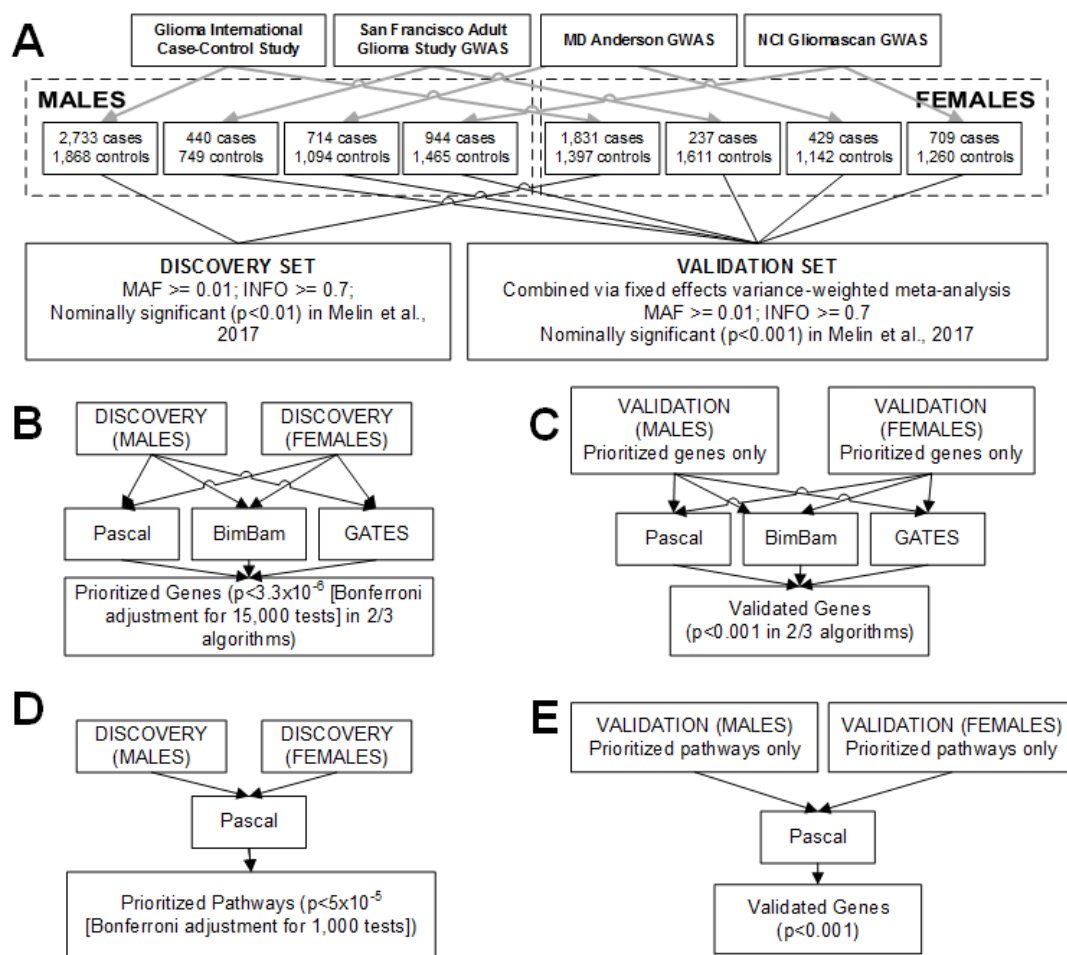 A
Glioma International
Case-Control Study
San Francisco Adult
Glioma Study GWAS
MD Anderson GWAS
NCI Gliomascan GWAS
MALES
FEMALES
2,733 cases
1,868 controls
440 cases
749 controls
714 cases
1,094 controls
944 cases
1,465 controls
1,831 cases
1,397 controls
237 cases
1,611 controls
429 cases
1,142 controls
709 cases
1,260 controls
DISCOVERY SET
MAF >= 0.01; INFO >= 0.7;
Nominally significant (p<0.01) in Melin et al.,
2017
VALIDATION SET
Combined via fixed effects variance-weighted meta-analysis
MAF >= 0.01; INFO >= 0.7
Nominally significant (p<0.001) in Melin et al., 2017
B
DISCOVERY
(MALES)
DISCOVERY
(FEMALES)
Pascal
BimBam
GATES
Prioritized Genes (p<3.3x10⁻⁶ [Bonferroni
adjustment for 15,000 tests] in 2/3
algorithms)
C
VALIDATION
(MALES)
Prioritized genes only
VALIDATION
(FEMALES)
Prioritized genes only
Pascal
BimBam
GATES
Validated Genes
(p<0.001 in 2/3 algorithms)
D
DISCOVERY
(MALES)
DISCOVERY
(FEMALES)
Pascal
Prioritized Pathways (p<5x10⁻⁵
[Bonferroni adjustment for 1,000 tests])
E
VALIDATION (MALES)
Prioritized pathways only
VALIDATION (FEMALES)
Prioritized pathways only
Pascal
Validated Genes
(p<0.001)